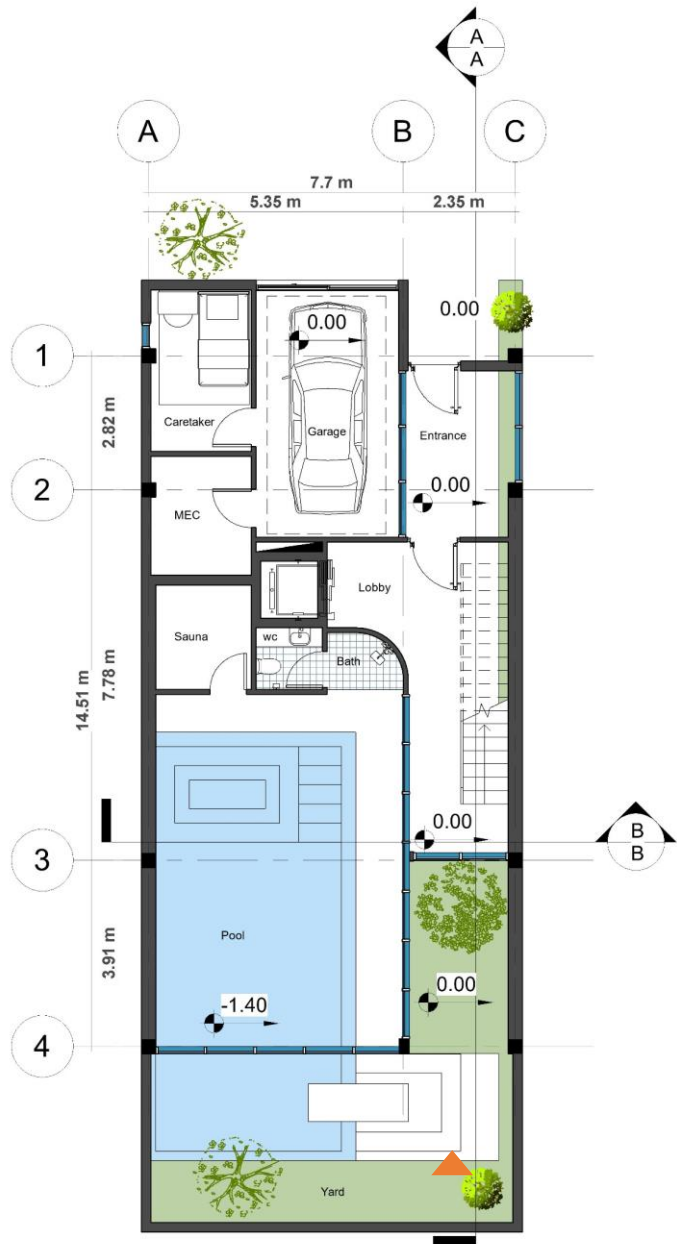 A
A
A
B
C
7.7 m
5.35 m
2.35 m
0.00
0.00
1
2.82 m
Caretaker
Garage
Entrance
2
0.00
MEC
Lobby
wc
Sauna
Bath
7.78 m
14.51 m
0.00
B
B
3
Pool
3.91 m
0.00
-1.40
4
Yard